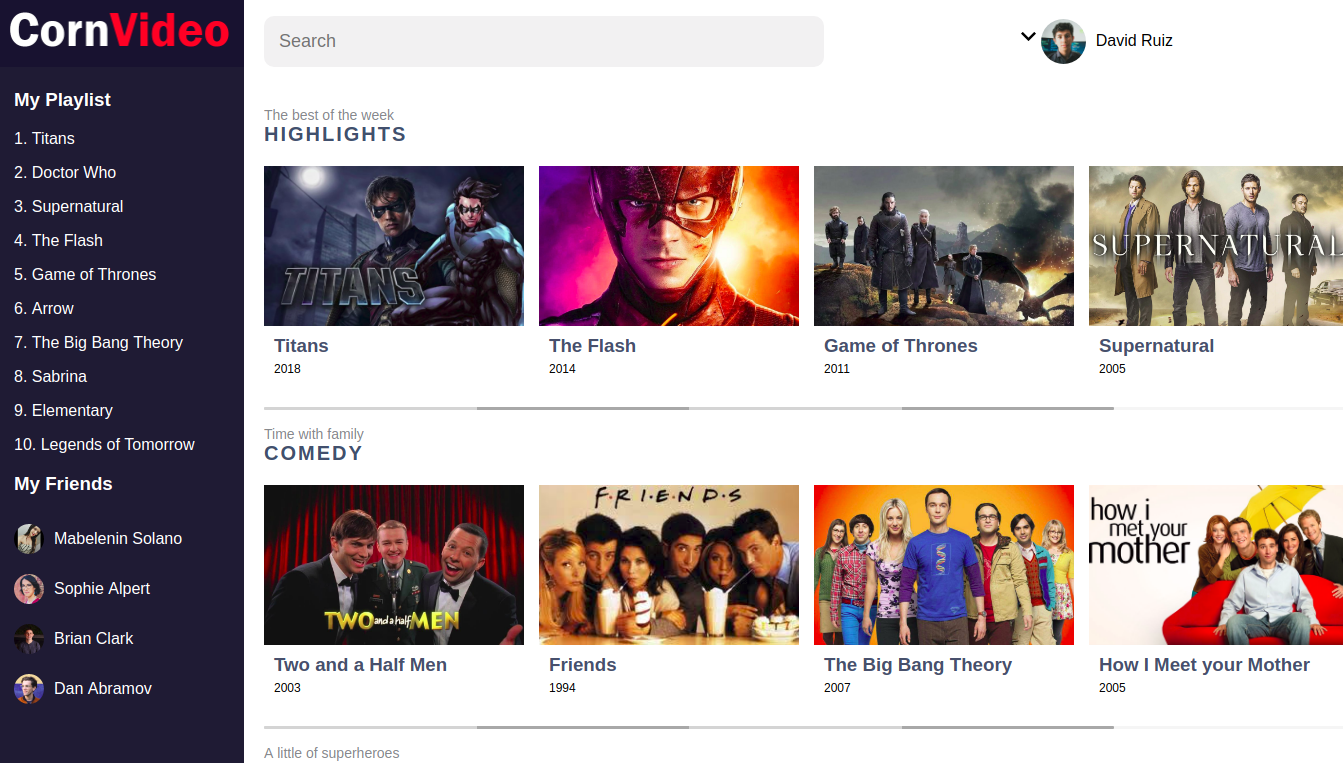 CornVideo
My Playlist
1. Titans
2. Doctor Who
3. Supernatural
4. The Flash
5. Game of Thrones
6. Arrow
7. The Big Bang Theory
8. Sabrina
9. Elementary
10. Legends of Tomorrow
My Friends
Mabelenin Solano
Sophie Alpert
Brian Clark
Dan Abramov
Search
David Ruiz
The best of the week
HIGHLIGHTS
TITANS
SUPERNATURAL
Titans
The Flash
Game of Thrones
Supernatural
2018
2014
2011
2005
Time with family
COMEDY
TWO and a half MEN
F·R·I·E·N·D·S
how i
met your
mother
Two and a Half Men
Friends
The Big Bang Theory
How I Meet your Mother
2003
1994
2007
2005
A little of superheroes